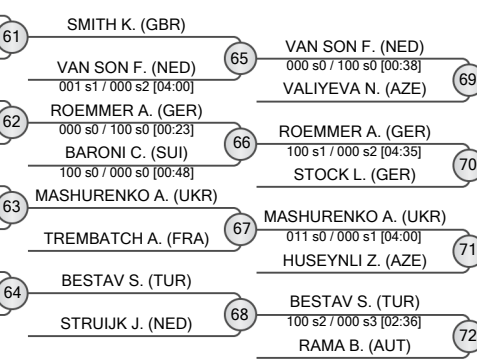 61
SMITH K. (GBR)
65
VAN SON F. (NED)
001 s1 / 000 s2 [04:00]
62
ROEMMER A. (GER)
000 s0 / 100 s0 [00:23]
66
BARONI C. (SUI)
100 s0 / 000 s0 [00:48]
63
MASHURENKO A. (UKR)
67
TREMBATCH A. (FRA)
64
BESTAV S. (TUR)
68
STRUIJK J. (NED)
VAN SON F. (NED)
000 s0 / 100 s0 [00:38]
69
VALIYEVA N. (AZE)
ROEMMER A. (GER)
100 s1 / 000 s2 [04:35]
70
STOCK L. (GER)
MASHURENKO A. (UKR)
011 s0 / 000 s1 [04:00]
71
HUSEYNLI Z. (AZE)
BESTAV S. (TUR)
100 s2 / 000 s3 [02:36]
72
RAMA B. (AUT)